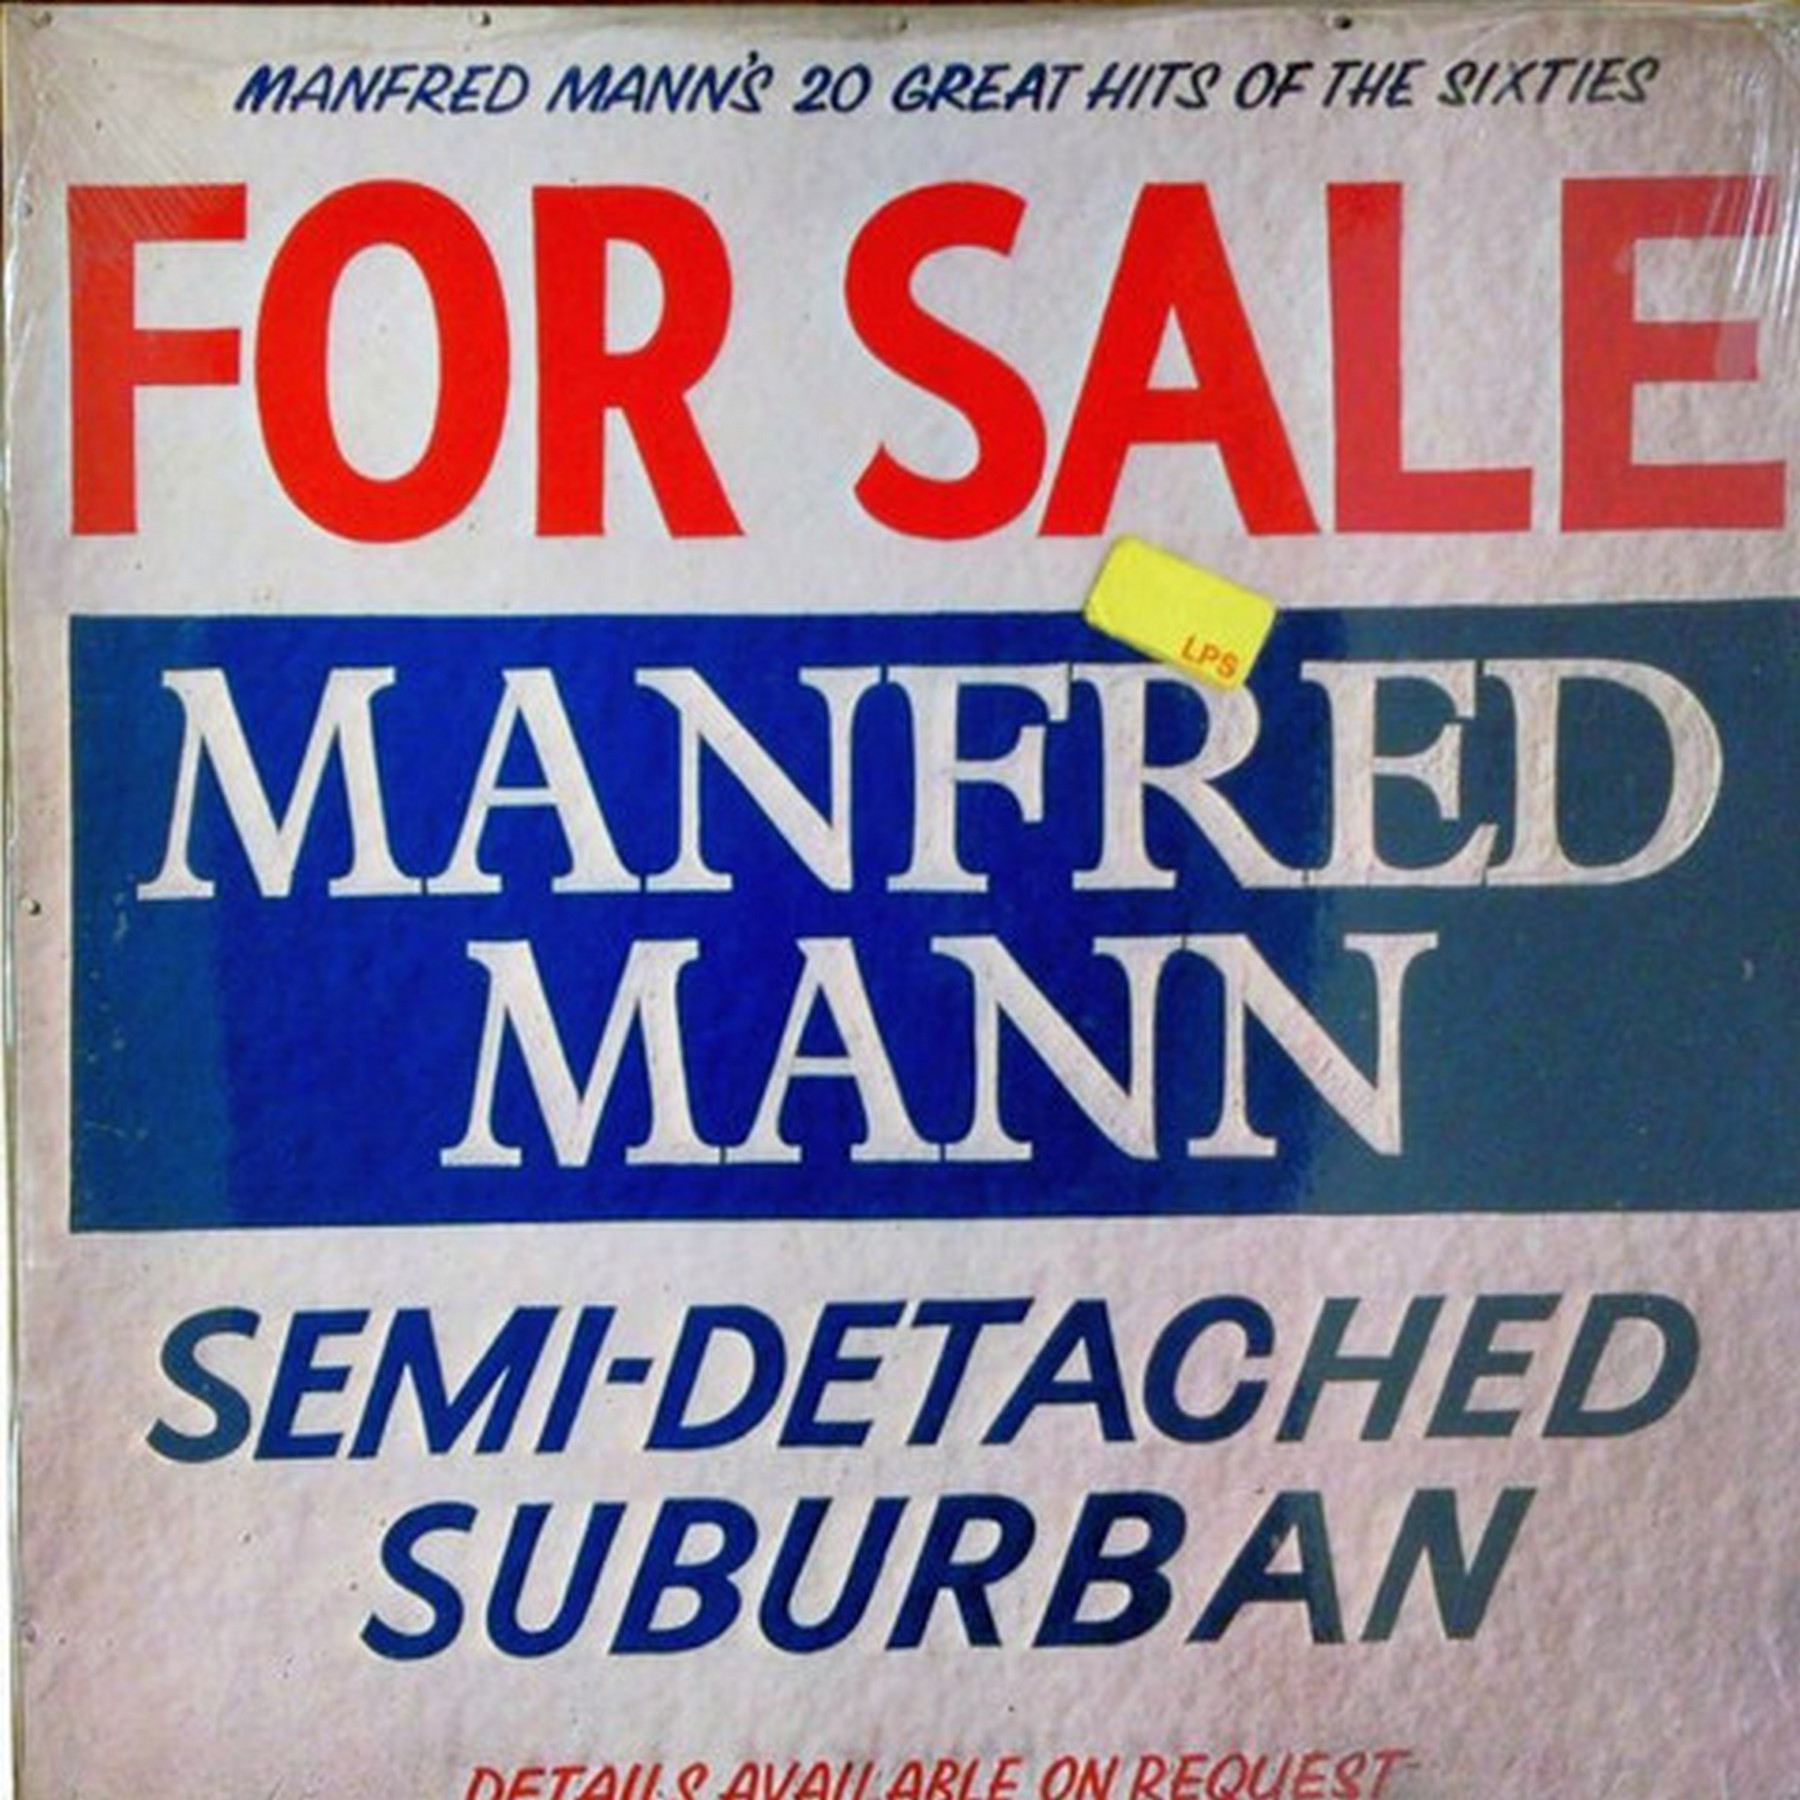 MANFRED MANN'S 20 GREAT HITS OF THE SIXTIES
FOR SALE
LPS
MANFRED
MANN
SEMI-DETACHED
SUBURBAN
DETAILS AVAILABLE ON REQUEST